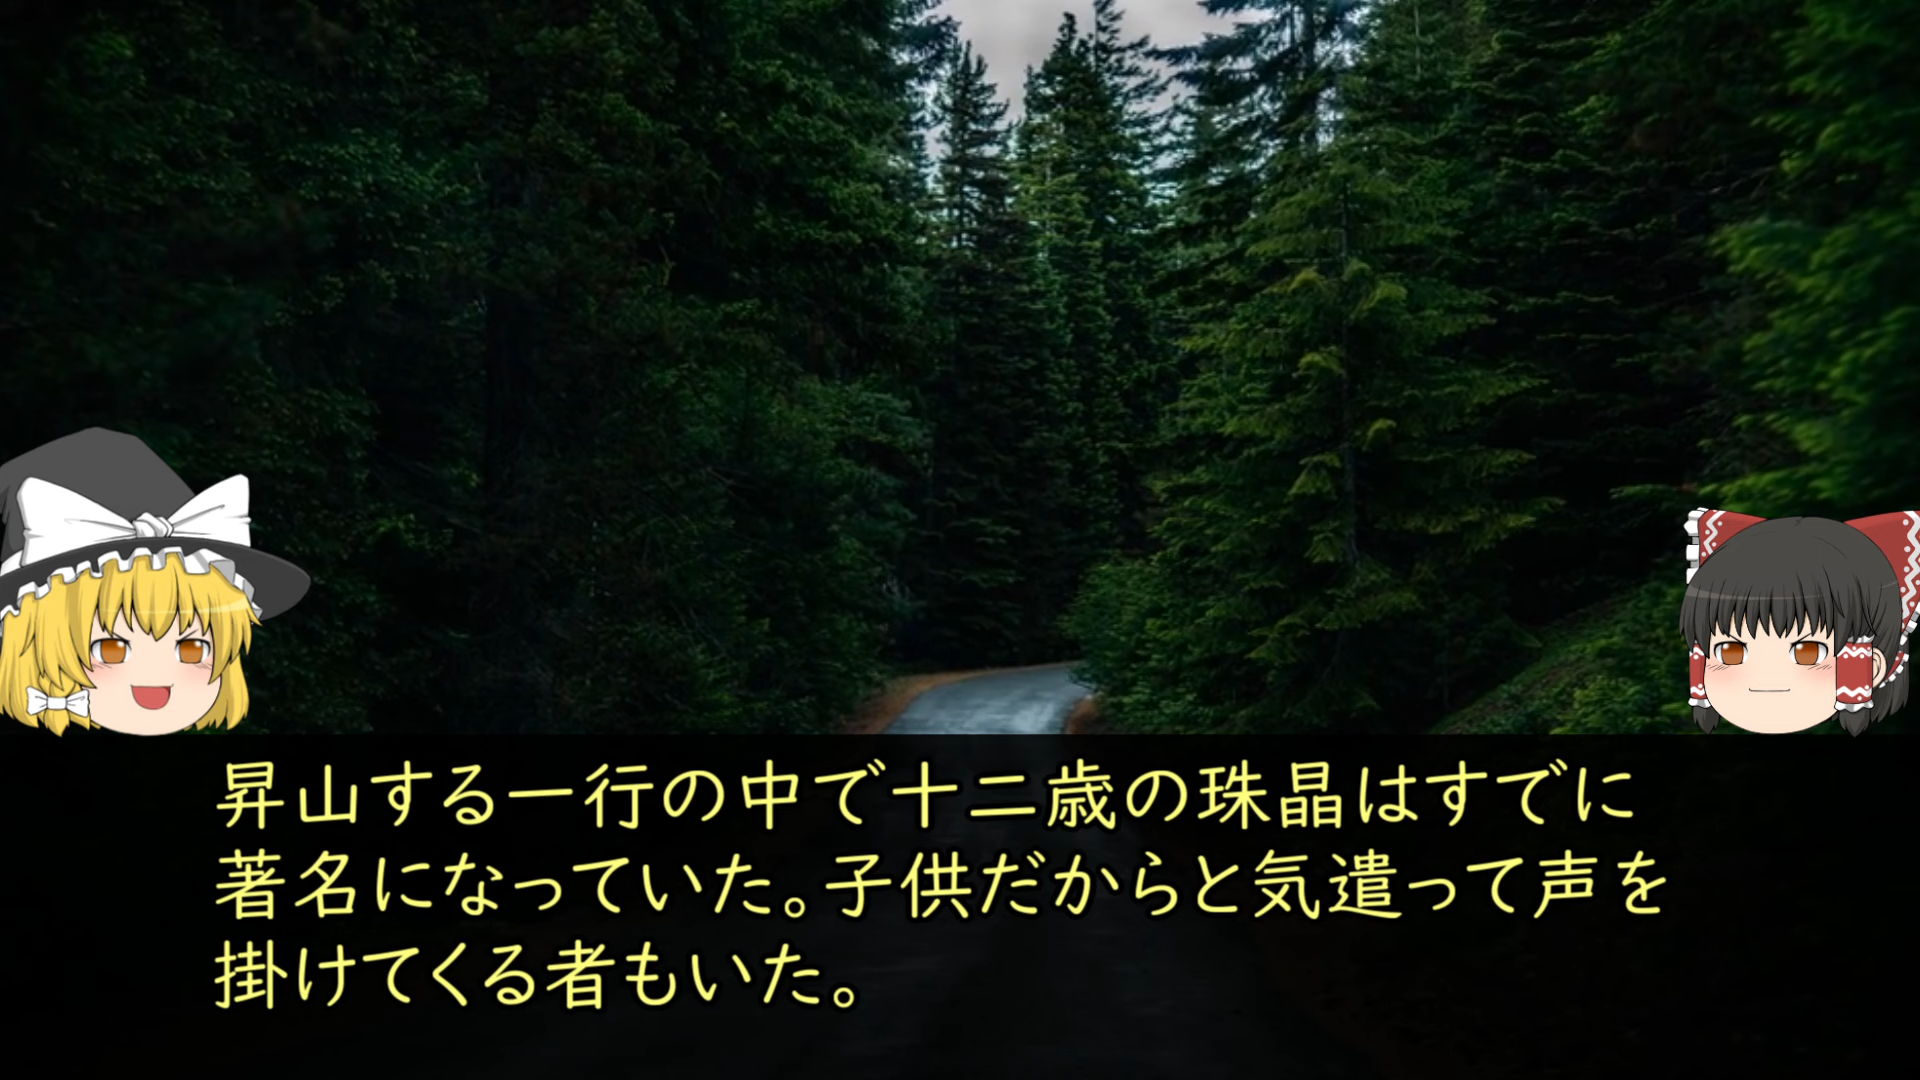 昇山する一行の中で十二歳の珠晶はすでに
著名になっていた。子供だからと気遣って声を
掛けてくる者もいた。